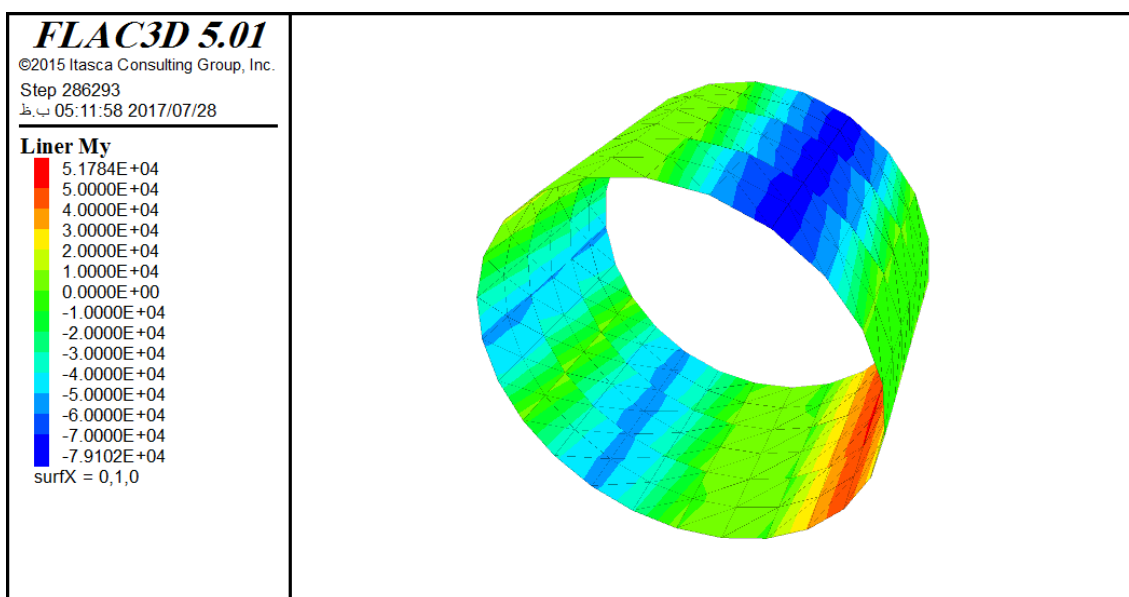 FLAC3D 5.01
©2015 Itasca Consulting Group, Inc.
Step 286293
05:11:58 2017/07/28 ب.ظ
Liner My
5.1784E+04
5.0000E+04
4.0000E+04
3.0000E+04
2.0000E+04
1.0000E+04
0.0000E+00
-1.0000E+04
-2.0000E+04
-3.0000E+04
-4.0000E+04
-5.0000E+04
-6.0000E+04
-7.0000E+04
-7.9102E+04
surfX = 0,1,0